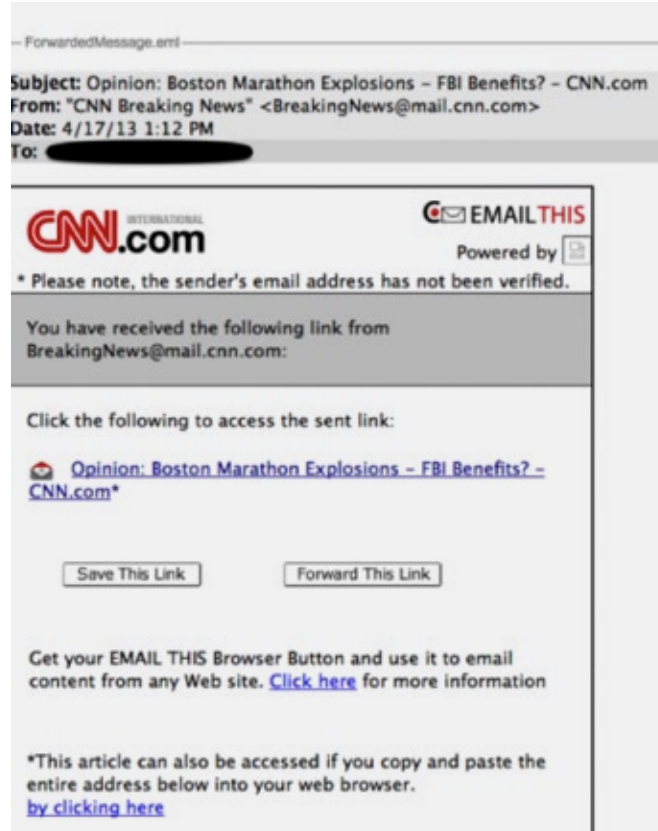 ForwardedMessage.eml
Subject: Opinion: Boston Marathon Explosions – FBI Benefits? – CNN.com
From: "CNN Breaking News" <BreakingNews@mail.cnn.com>
Date: 4/17/13 1:12 PM
To:
CNN.com INTERNATIONAL
EMAIL THIS
Powered by
* Please note, the sender's email address has not been verified.
You have received the following link from
BreakingNews@mail.cnn.com:
Click the following to access the sent link:
Opinion: Boston Marathon Explosions – FBI Benefits? –
CNN.com*
Save This Link
Forward This Link
Get your EMAIL THIS Browser Button and use it to email
content from any Web site. Click here for more information
*This article can also be accessed if you copy and paste the
entire address below into your web browser.
by clicking here